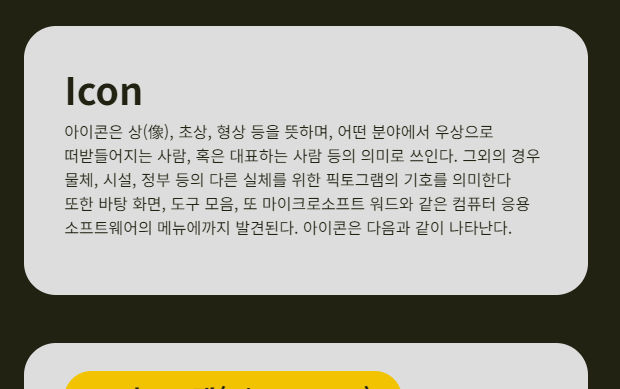 Icon
아이콘은 상(像), 초상, 형상 등을 뜻하며, 어떤 분야에서 우상으로
떠받들어지는 사람, 혹은 대표하는 사람 등의 의미로 쓰인다. 그외의 경우
물체, 시설, 정부 등의 다른 실체를 위한 픽토그램의 기호를 의미한다
또한 바탕 화면, 도구 모음, 또 마이크로소프트 워드와 같은 컴퓨터 응용
소프트웨어의 메뉴에까지 발견된다. 아이콘은 다음과 같이 나타난다.